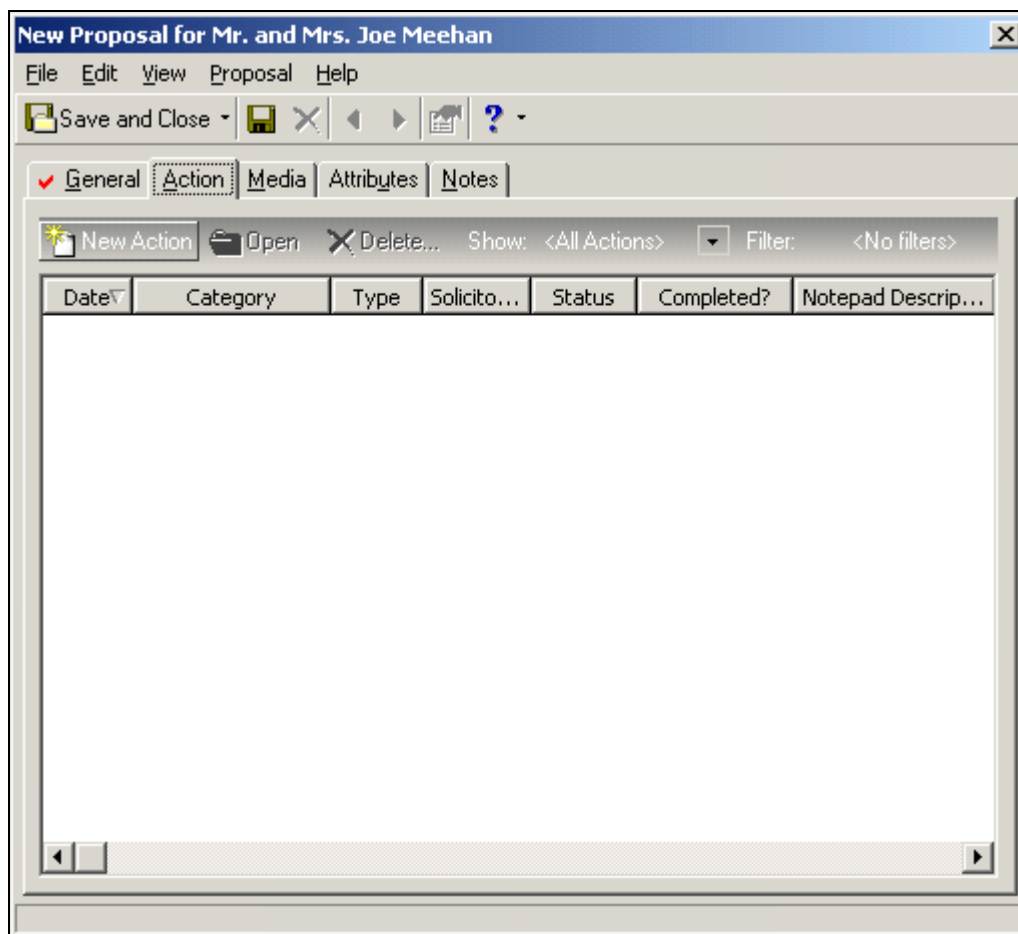 New Proposal for Mr. and Mrs. Joe Meehan
File Edit View Proposal Help
Save and Close ?
General Action Media Attributes Notes
New Action Open Delete... Show: <All Actions> Filter: <No filters>
Date Category Type Solicito... Status Completed? Notepad Descrip...